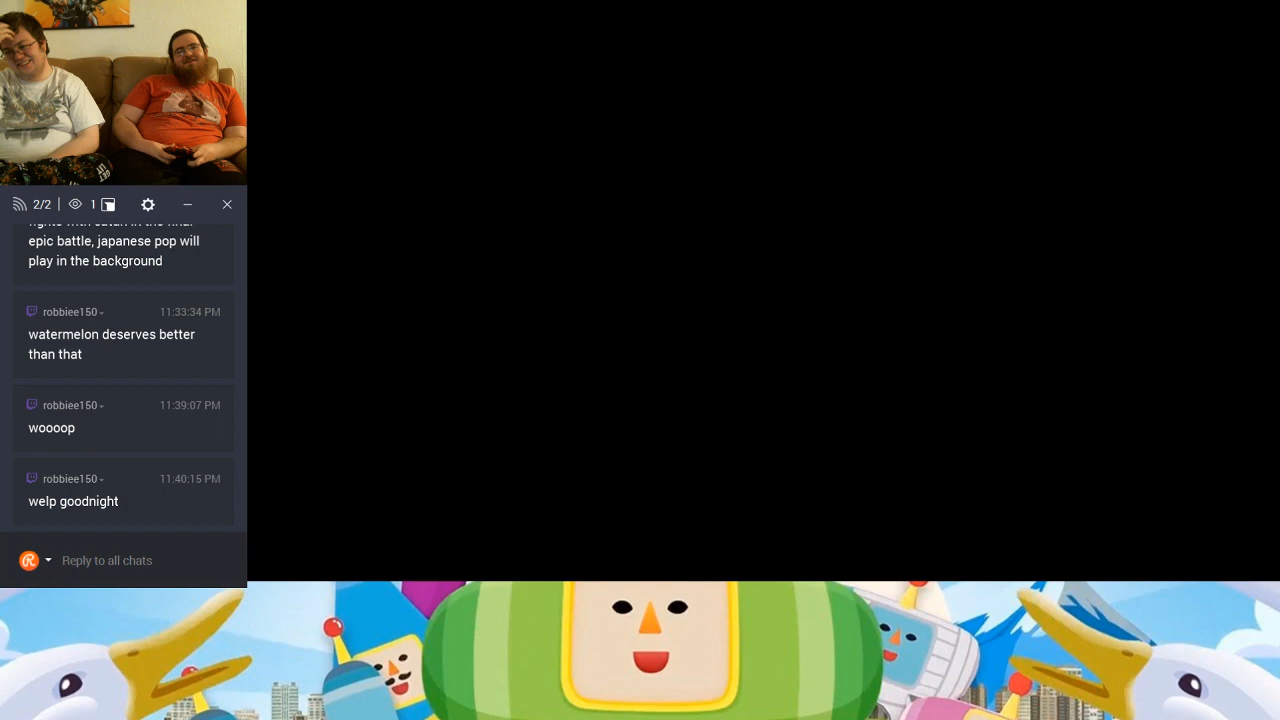 2/2 | 1
epic battle, japanese pop will
play in the background
robbiee150 11:33:34 PM
watermelon deserves better
than that
robbiee150 11:39:07 PM
woooop
robbiee150 11:40:15 PM
welp goodnight
R Reply to all chats